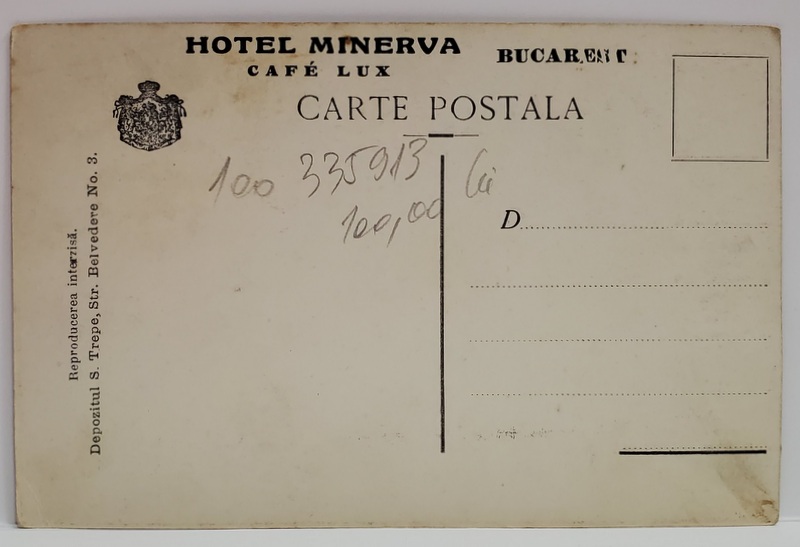 HOTEL MINERVA
CAFÉ LUX
BUCAREST
CARTE POSTALA
100 335913 lei
100,00
D
Reproducerea interzisă.
Depozitul S. Trepe, Str. Belvedere No. 3.